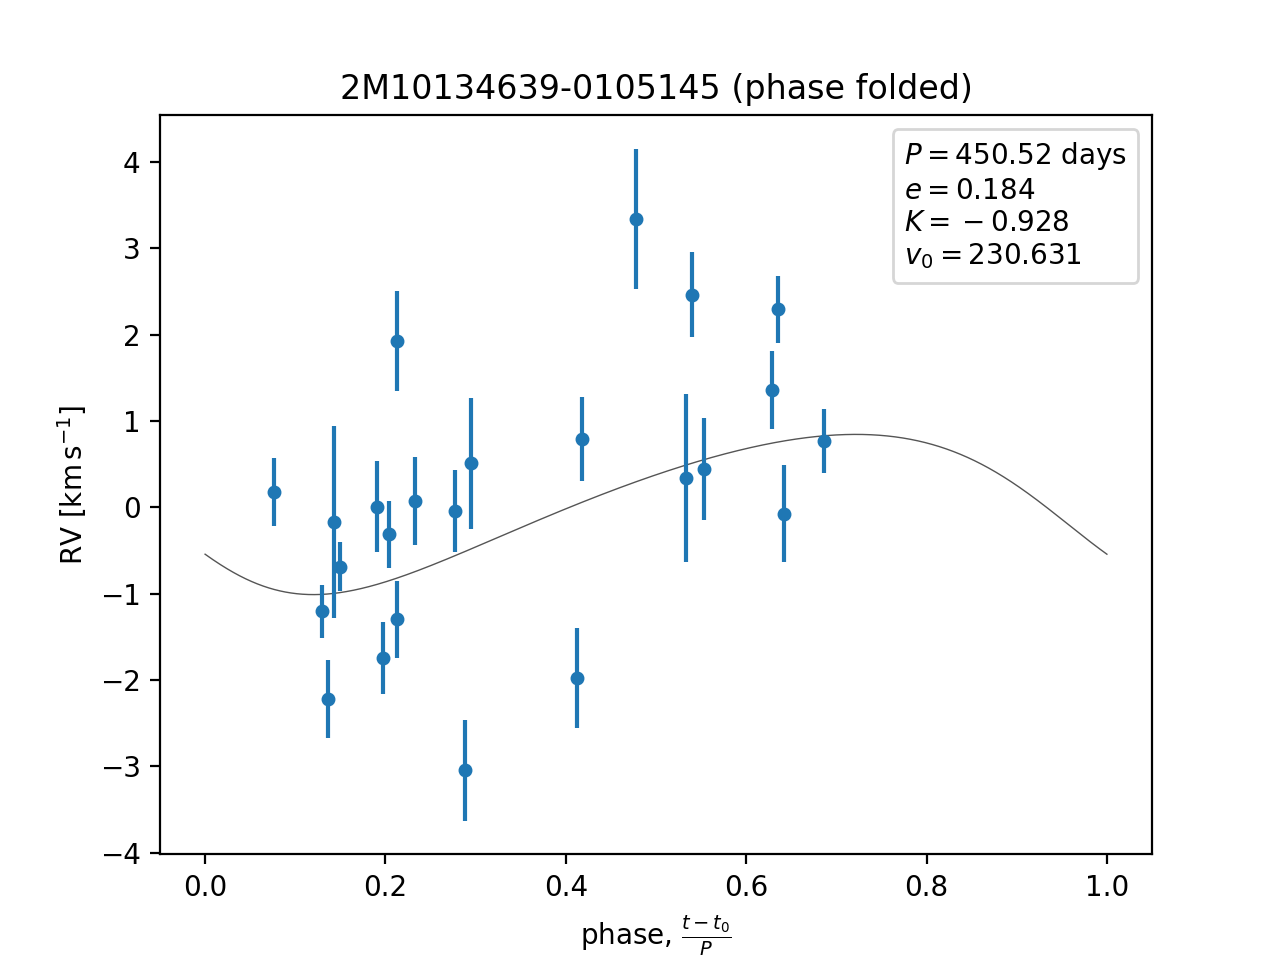 2M10134639-0105145 (phase folded)
P = 450.52 days
e = 0.184
K = −0.928
v₀ = 230.631
4
3
2
1
0
−1
−2
−3
−4
RV [km s⁻¹]
0.0 0.2 0.4 0.6 0.8 1.0
phase, (t − t₀)/P